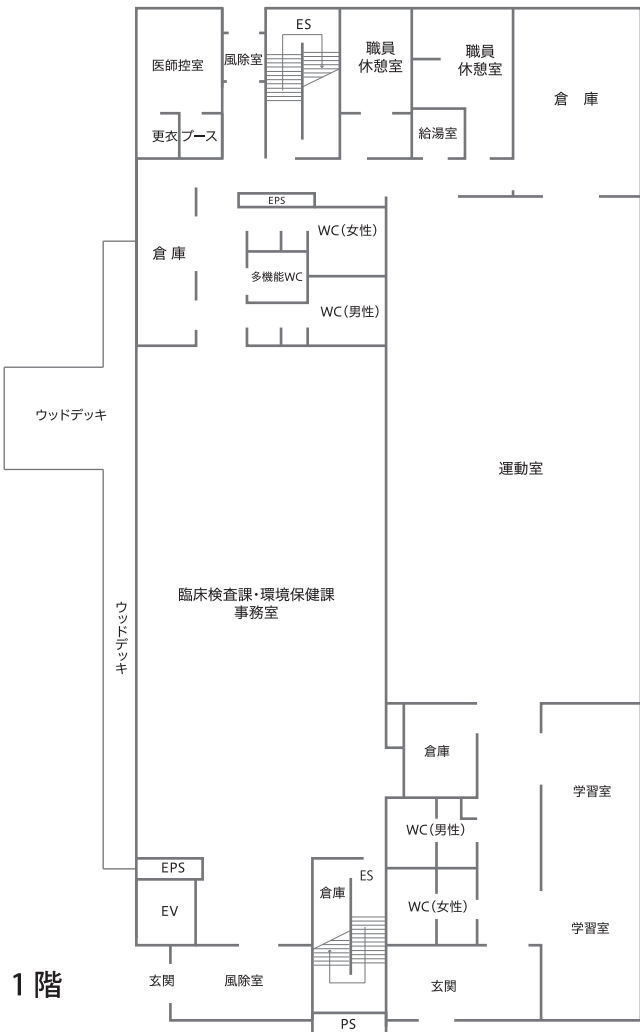 ES
医師控室
風除室
職員
休憩室
職員
休憩室
倉 庫
更衣ブース
給湯室
EPS
WC(女性)
倉 庫
多機能WC
WC(男性)
ウッドデッキ
運動室
臨床検査課・環境保健課
事務室
ウッドデッキ
倉庫
学習室
WC(男性)
EPS
ES
倉庫
EV
WC(女性)
学習室
1 階
玄関
風除室
玄関
PS